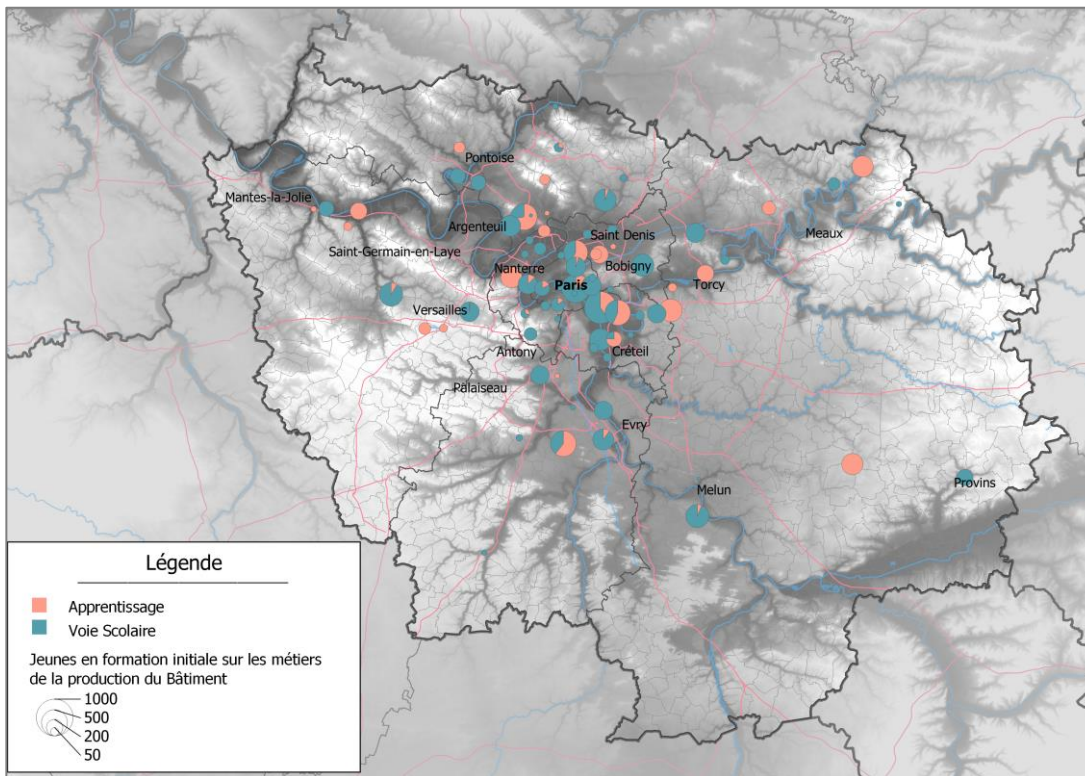 Pontoise
Mantes-la-Jolie
Argenteuil
Saint Denis
Meaux
Saint-Germain-en-Laye
Nanterre
Bobigny
Paris
Torcy
Versailles
Antony
Créteil
Palaiseau
Evry
Provins
Melun
Légende
Apprentissage
Voie Scolaire
Jeunes en formation initiale sur les métiers
de la production du Bâtiment
1000
500
200
50